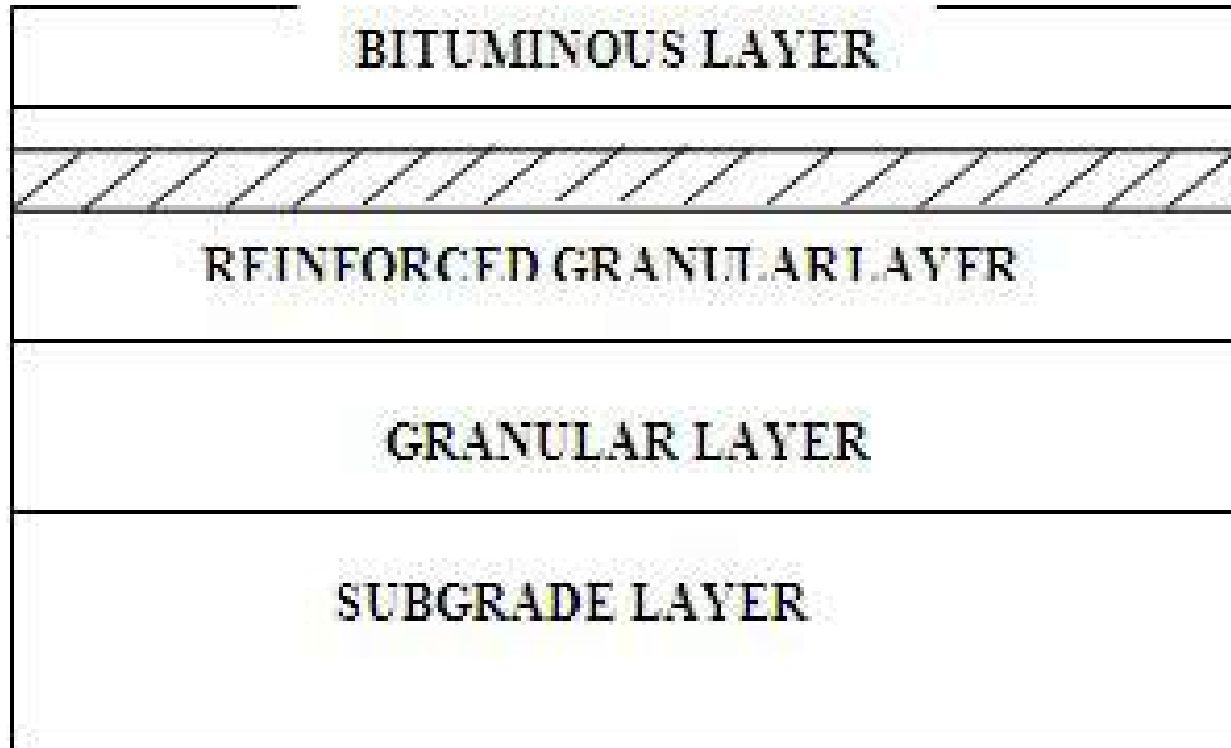 BITUMINOUS LAYER
REINFORCED GRANULAR LAYER
GRANULAR LAYER
SUBGRADE LAYER